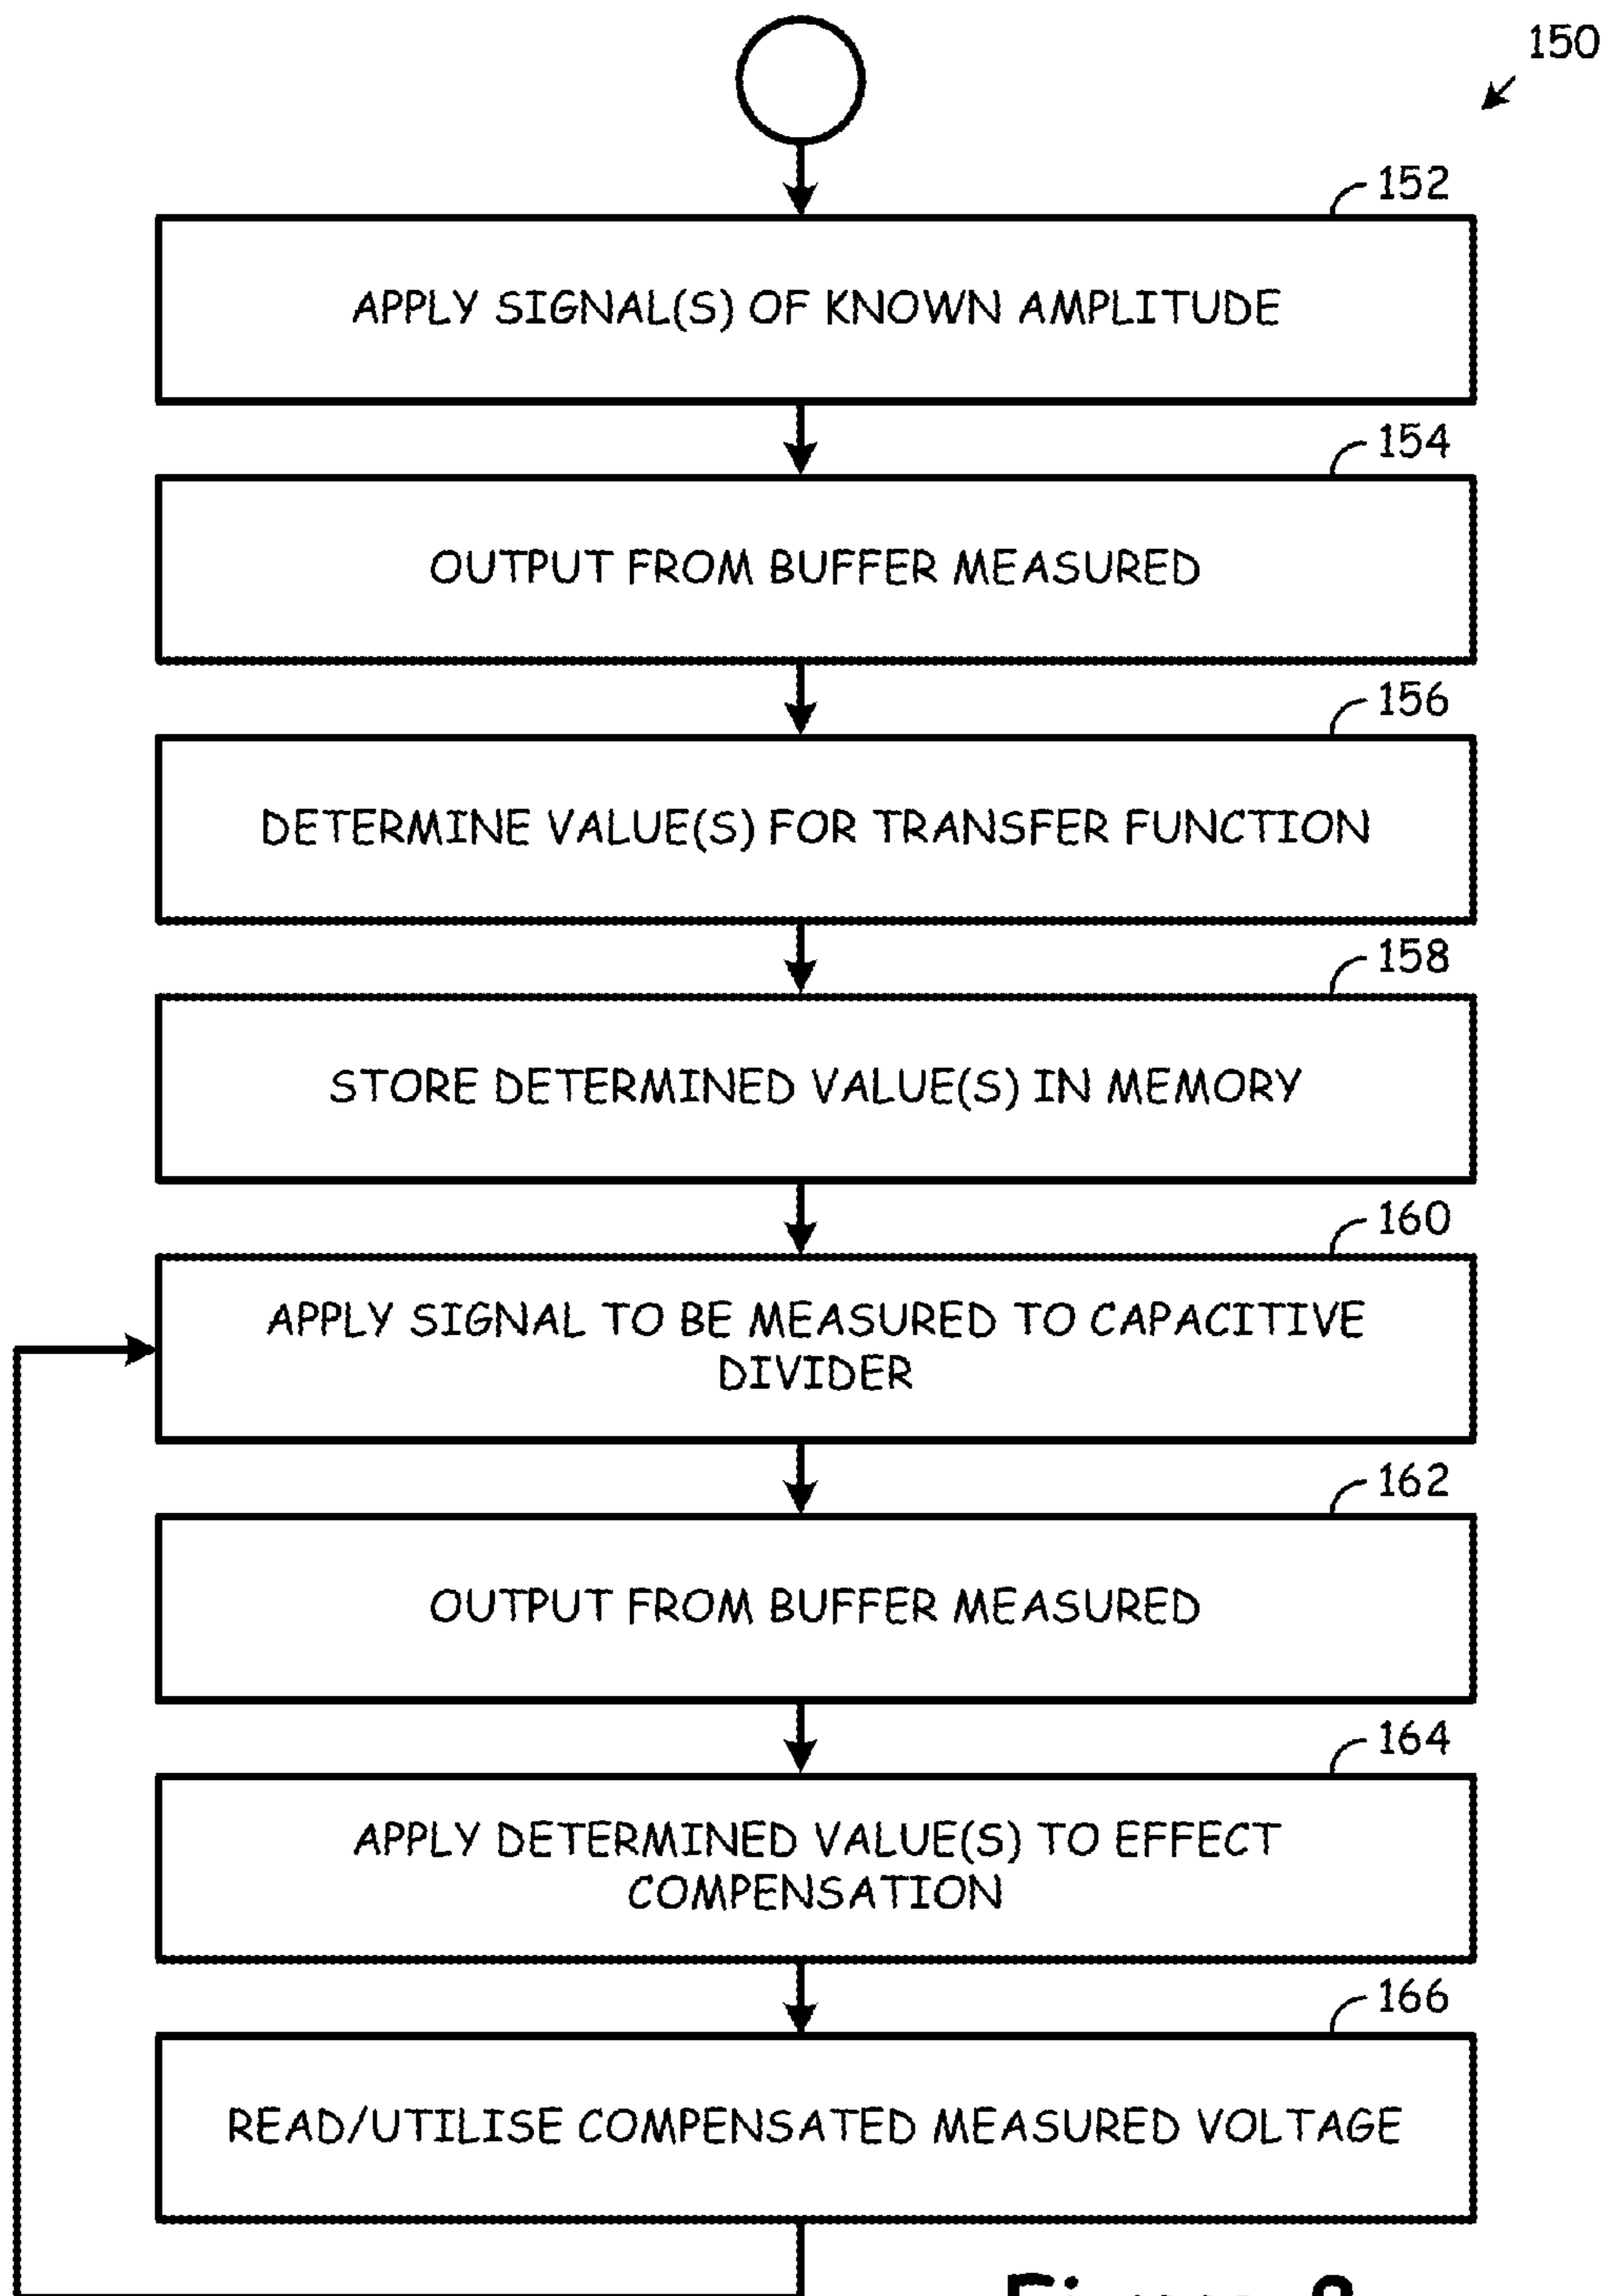 150
152
APPLY SIGNAL(S) OF KNOWN AMPLITUDE
154
OUTPUT FROM BUFFER MEASURED
156
DETERMINE VALUE(S) FOR TRANSFER FUNCTION
158
STORE DETERMINED VALUE(S) IN MEMORY
160
APPLY SIGNAL TO BE MEASURED TO CAPACITIVE
DIVIDER
162
OUTPUT FROM BUFFER MEASURED
164
APPLY DETERMINED VALUE(S) TO EFFECT
COMPENSATION
166
READ/UTILISE COMPENSATED MEASURED VOLTAGE